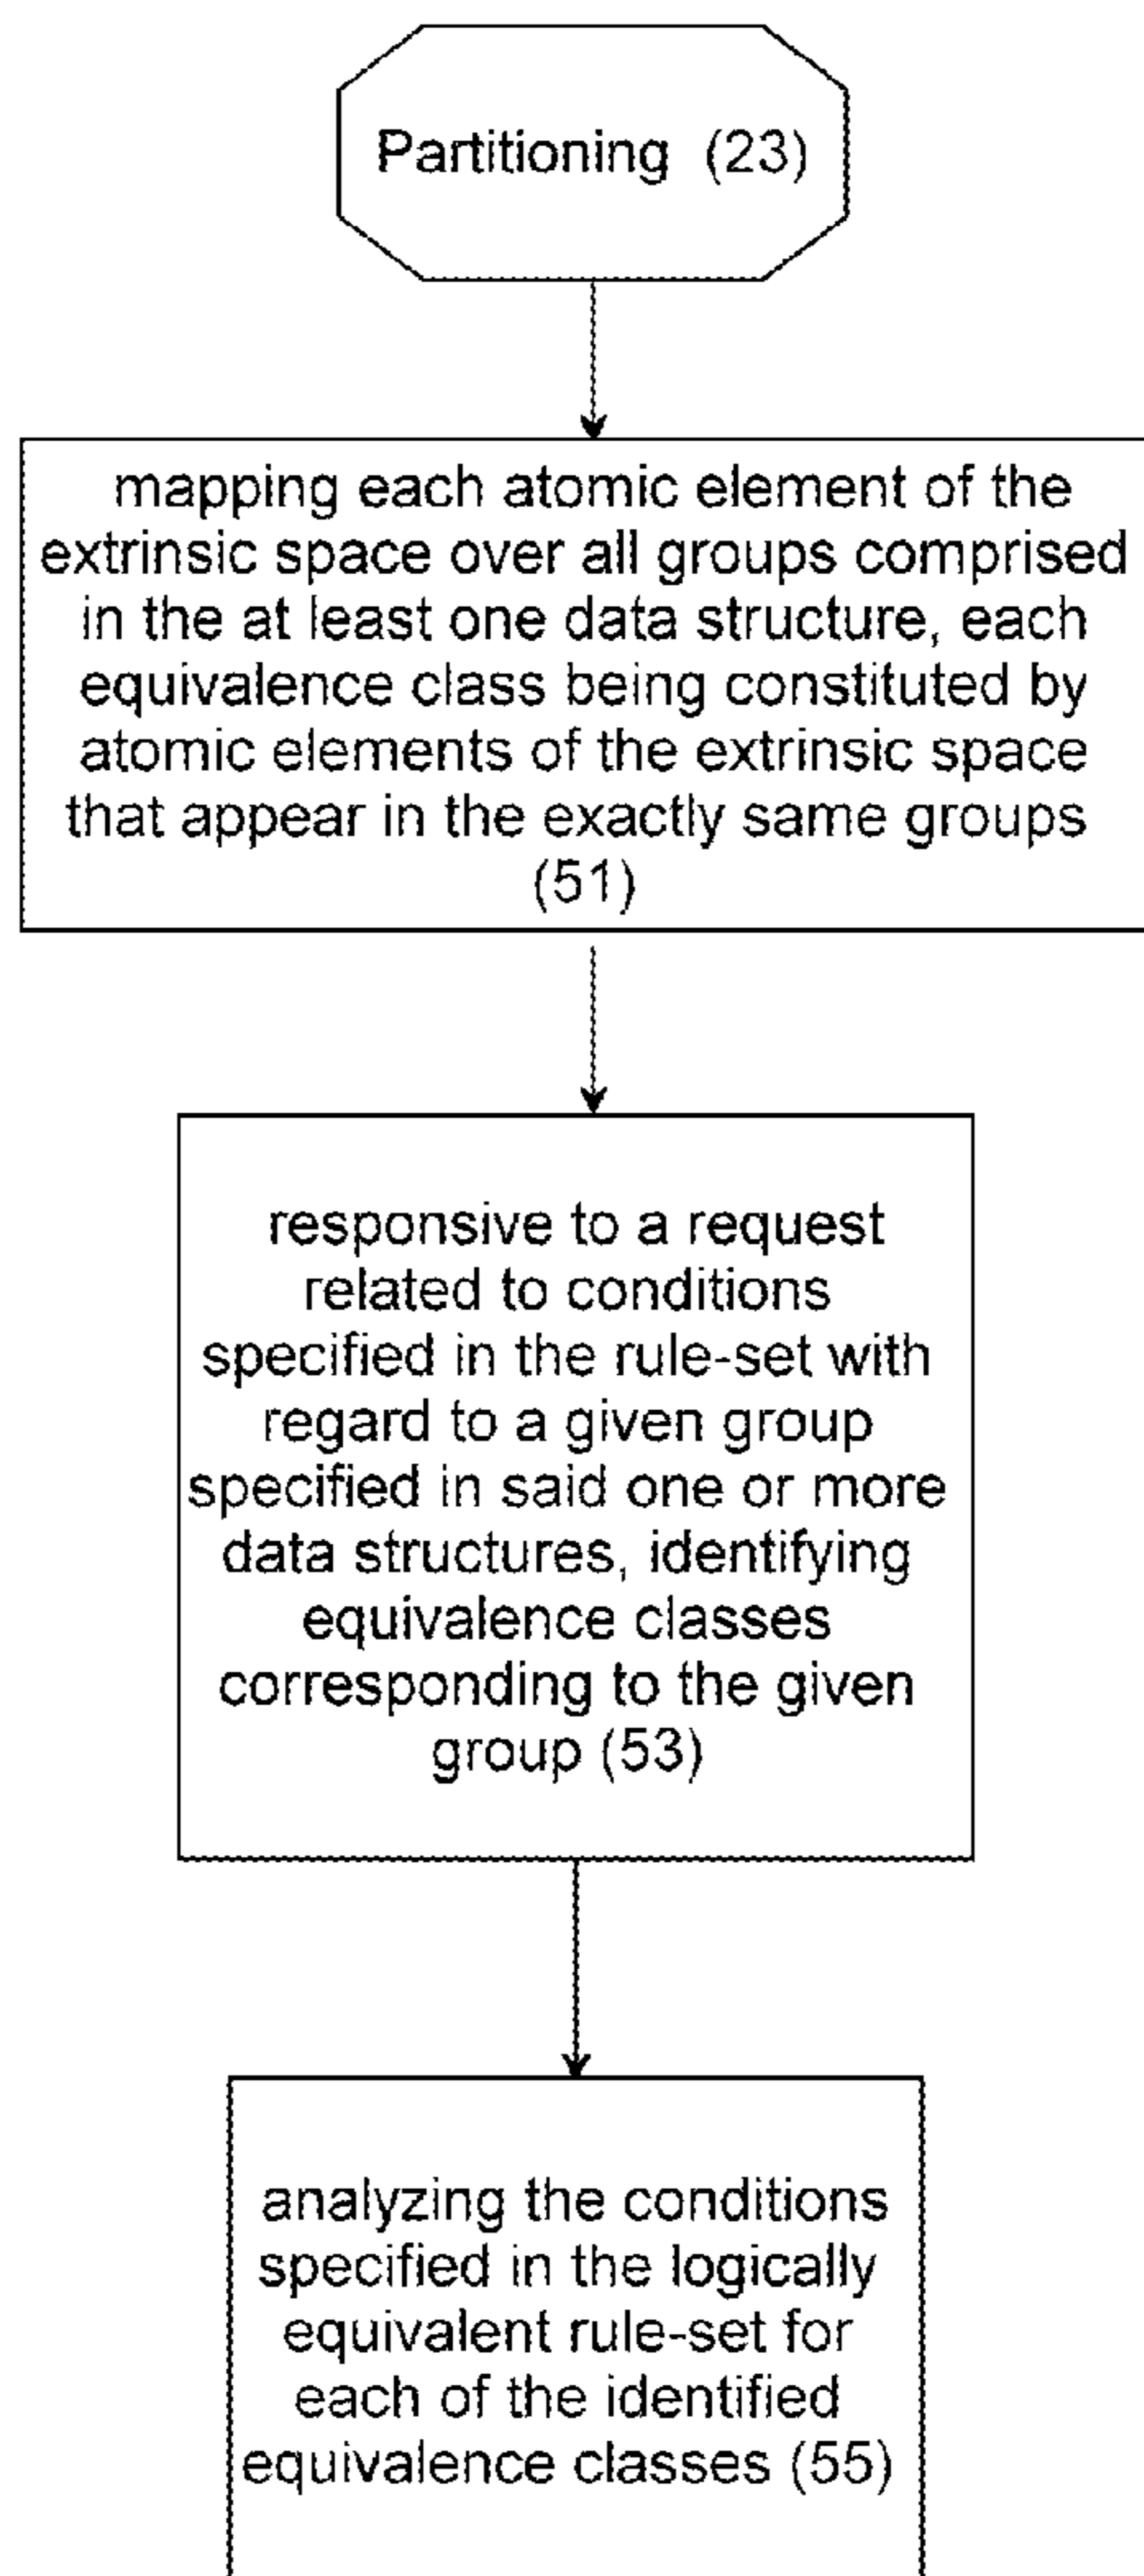 Partitioning (23)
mapping each atomic element of the
extrinsic space over all groups comprised
in the at least one data structure, each
equivalence class being constituted by
atomic elements of the extrinsic space
that appear in the exactly same groups
(51)
responsive to a request
related to conditions
specified in the rule-set with
regard to a given group
specified in said one or more
data structures, identifying
equivalence classes
corresponding to the given
group (53)
analyzing the conditions
specified in the logically
equivalent rule-set for
each of the identified
equivalence classes (55)